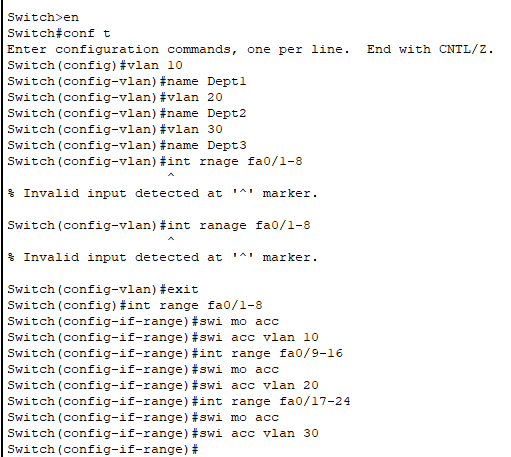 Switch>en
Switch#conf t
Enter configuration commands, one per line.  End with CNTL/Z.
Switch(config)#vlan 10
Switch(config-vlan)#name Dept1
Switch(config-vlan)#vlan 20
Switch(config-vlan)#name Dept2
Switch(config-vlan)#vlan 30
Switch(config-vlan)#name Dept3
Switch(config-vlan)#int rnage fa0/1-8
^
% Invalid input detected at '^' marker.
Switch(config-vlan)#int ranage fa0/1-8
^
% Invalid input detected at '^' marker.
Switch(config-vlan)#exit
Switch(config)#int range fa0/1-8
Switch(config-if-range)#swi mo acc
Switch(config-if-range)#swi acc vlan 10
Switch(config-if-range)#int range fa0/9-16
Switch(config-if-range)#swi mo acc
Switch(config-if-range)#swi acc vlan 20
Switch(config-if-range)#int range fa0/17-24
Switch(config-if-range)#swi mo acc
Switch(config-if-range)#swi acc vlan 30
Switch(config-if-range)#